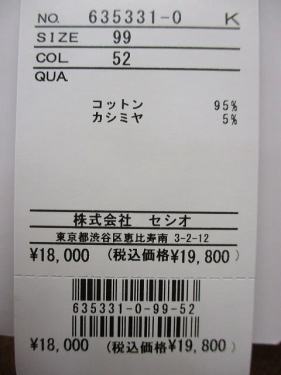 NO. 635331-0 K
SIZE 99
COL 52
QUA.
コットン 95%
カシミヤ 5%
株式会社 セシオ
東京都渋谷区恵比寿南 3-2-12
¥18,000 (税込価格¥19,800)
635331-0-99-52
¥18,000 (税込価格¥19,800)